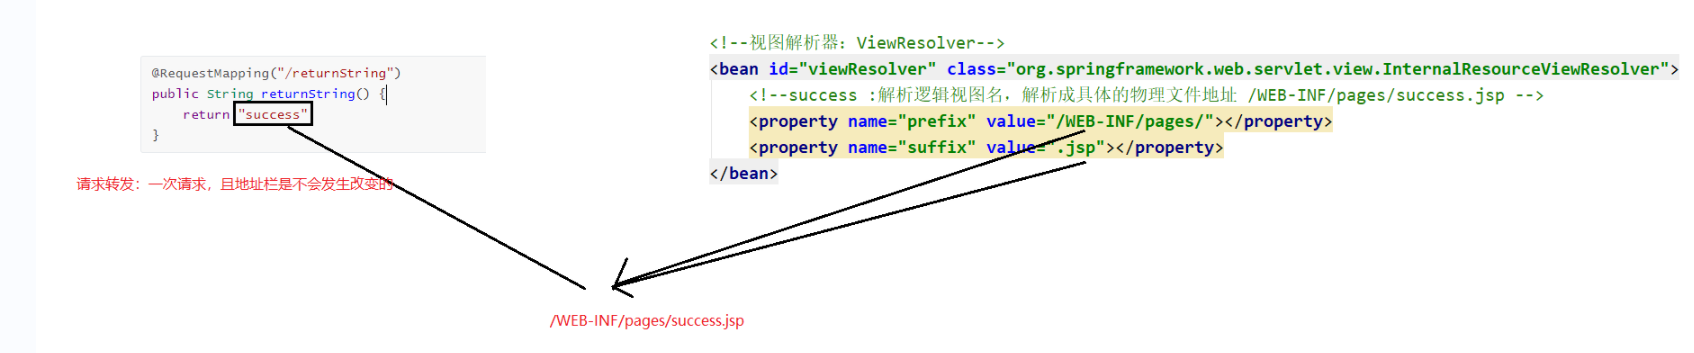 @RequestMapping("/returnString")
public String returnString() {
return "success"
}
请求转发：一次请求，且地址栏是不会发生改变的
<!--视图解析器：ViewResolver-->
<bean id="viewResolver" class="org.springframework.web.servlet.view.InternalResourceViewResolver">
<!--success :解析逻辑视图名，解析成具体的物理文件地址 /WEB-INF/pages/success.jsp -->
<property name="prefix" value="/WEB-INF/pages/"></property>
<property name="suffix" value=".jsp"></property>
</bean>
/WEB-INF/pages/success.jsp